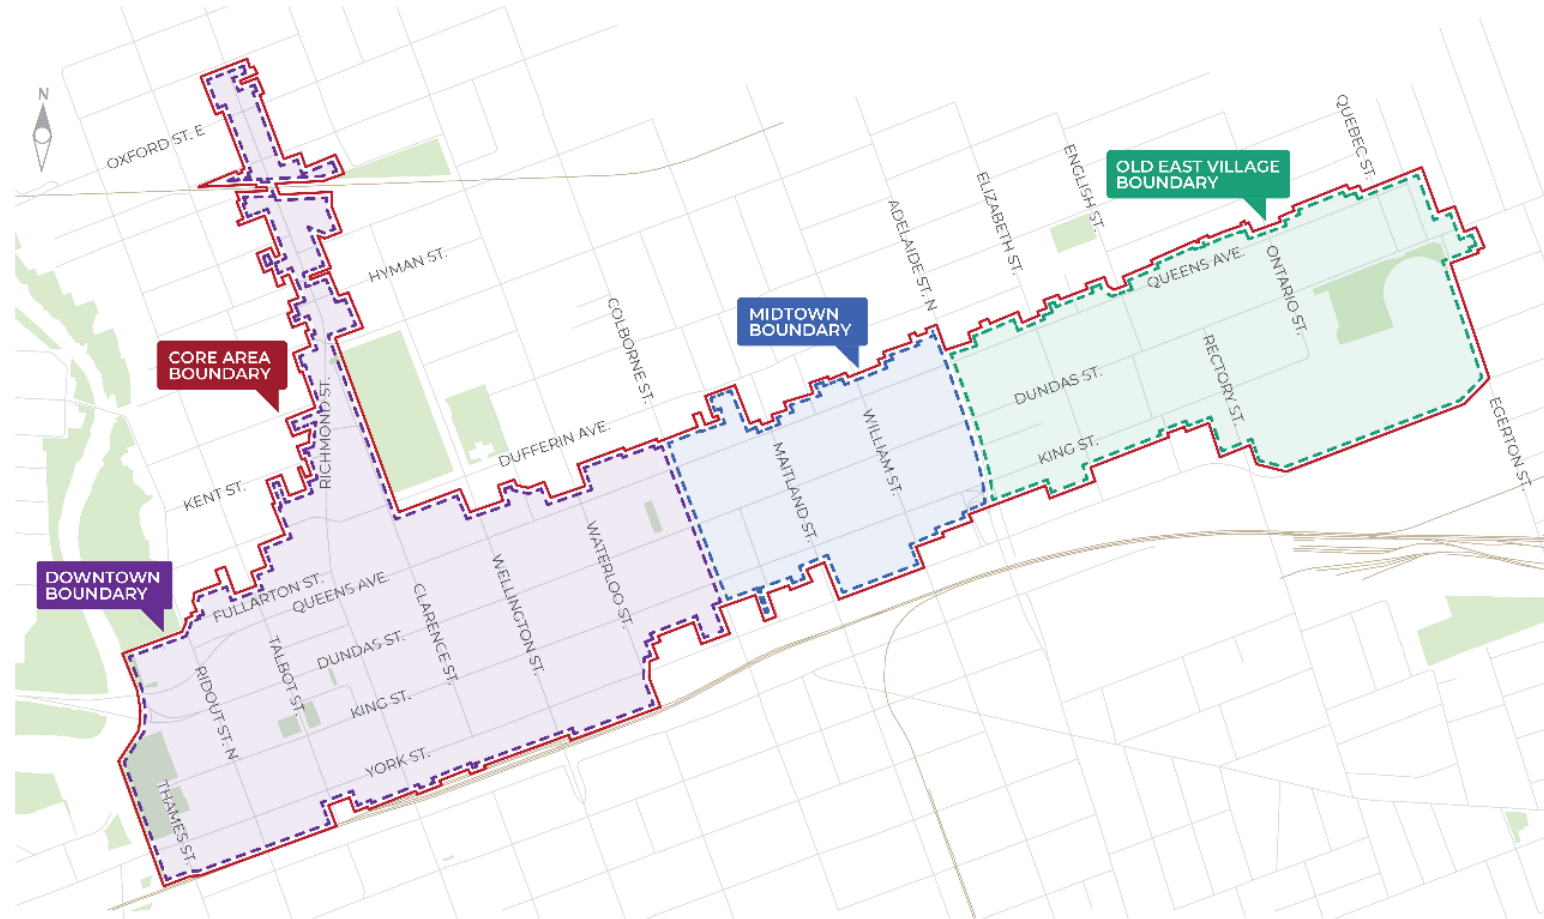 N
OXFORD ST. E
QUEBEC ST.
ENGLISH ST.
OLD EAST VILLAGE
BOUNDARY
ELIZABETH ST.
ADELAIDE ST. N
HYMAN ST.
QUEENS AVE.
ONTARIO ST.
COLBORNE ST.
MIDTOWN
BOUNDARY
CORE AREA
BOUNDARY
RICHMOND ST.
DUNDAS ST.
RECTORY ST.
EGERTON ST.
DUFFERIN AVE.
WILLIAM ST.
MAITLAND ST.
KING ST.
KENT ST.
DOWNTOWN
BOUNDARY
FULLARTON ST.
QUEENS AVE.
WATERLOO ST.
WELLINGTON ST.
CLARENCE ST.
DUNDAS ST.
TALBOT ST.
RIDOUT ST. N
KING ST.
YORK ST.
THAMES ST.